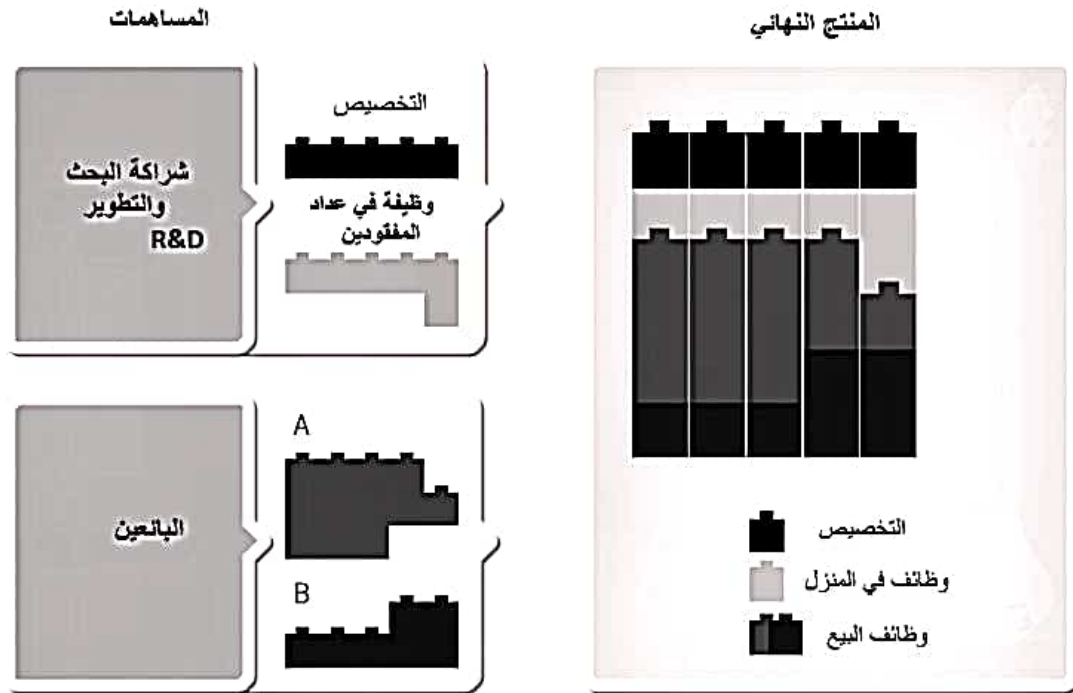 المساهمات
المنتج النهائي
شراكة البحث
والتطوير
R&D
التخصيص
وظيفة في عداد
المفقودين
البائعين
A
B
التخصيص
وظائف في المنزل
وظائف البيع